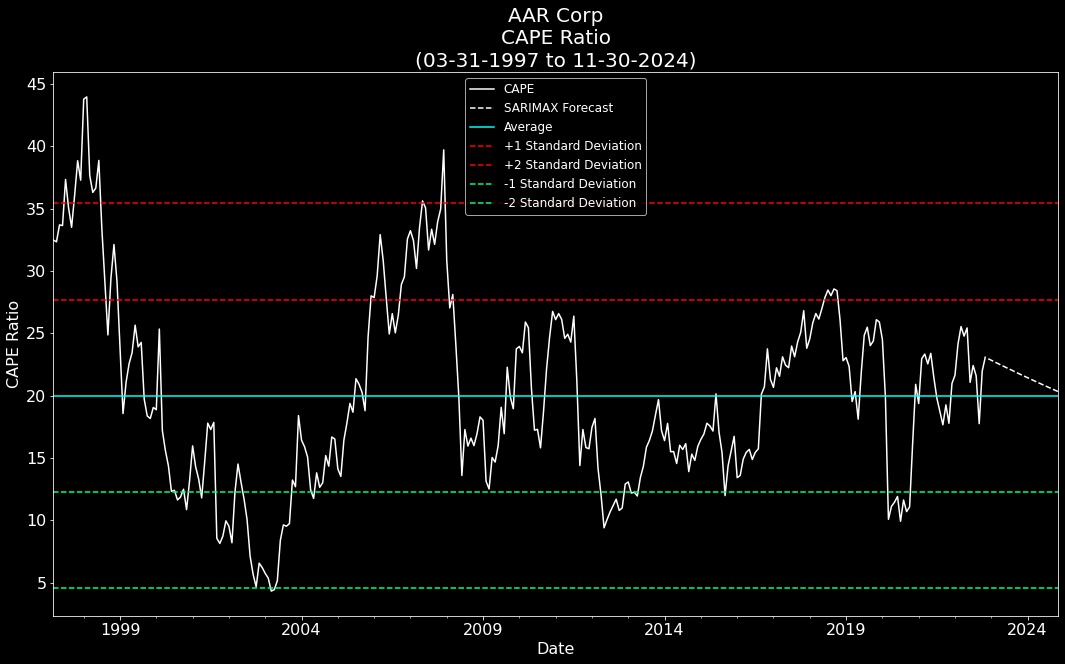 AAR Corp
CAPE Ratio
(03-31-1997 to 11-30-2024)
CAPE
SARIMAX Forecast
Average
+1 Standard Deviation
+2 Standard Deviation
-1 Standard Deviation
-2 Standard Deviation
CAPE Ratio
45
40
35
30
25
20
15
10
5
1999 2004 2009 2014 2019 2024
Date